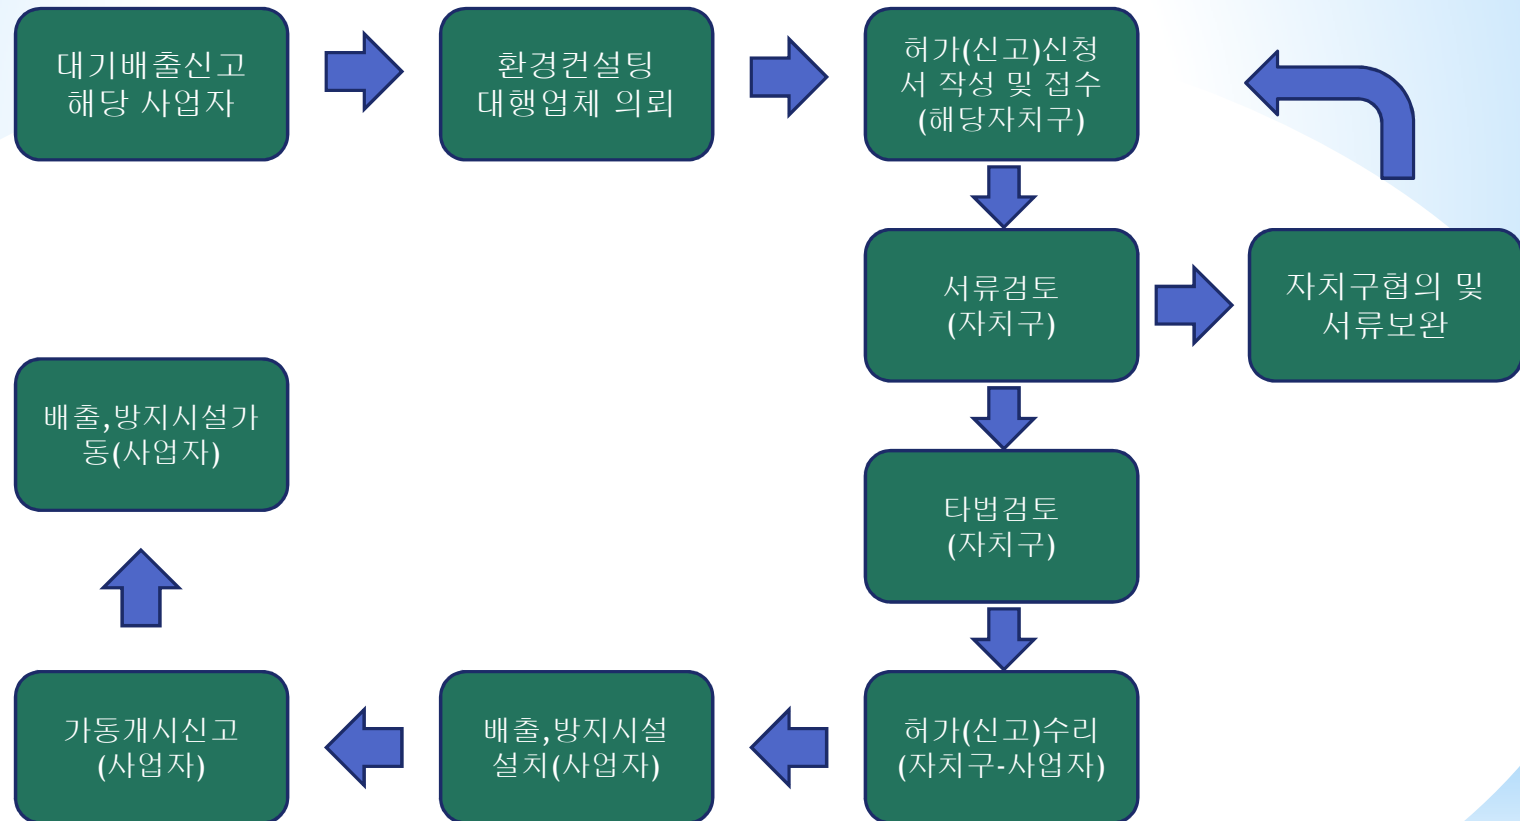 대기배출신고
해당 사업자
환경컨설팅
대행업체 의뢰
허가(신고)신청
서 작성 및 접수
(해당자치구)
서류검토
(자치구)
자치구협의 및
서류보완
타법검토
(자치구)
허가(신고)수리
(자치구-사업자)
배출,방지시설
설치(사업자)
가동개시신고
(사업자)
배출,방지시설가
동(사업자)